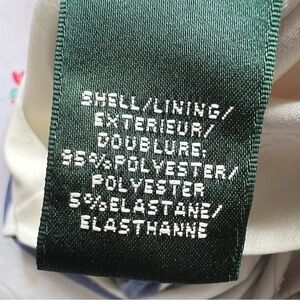 SHELL/LINING/
EXTERIEUR/
DOUBLURE.
95%POLYESTER/
POLYESTER
5%ELASTANE/
ELASTHANNE